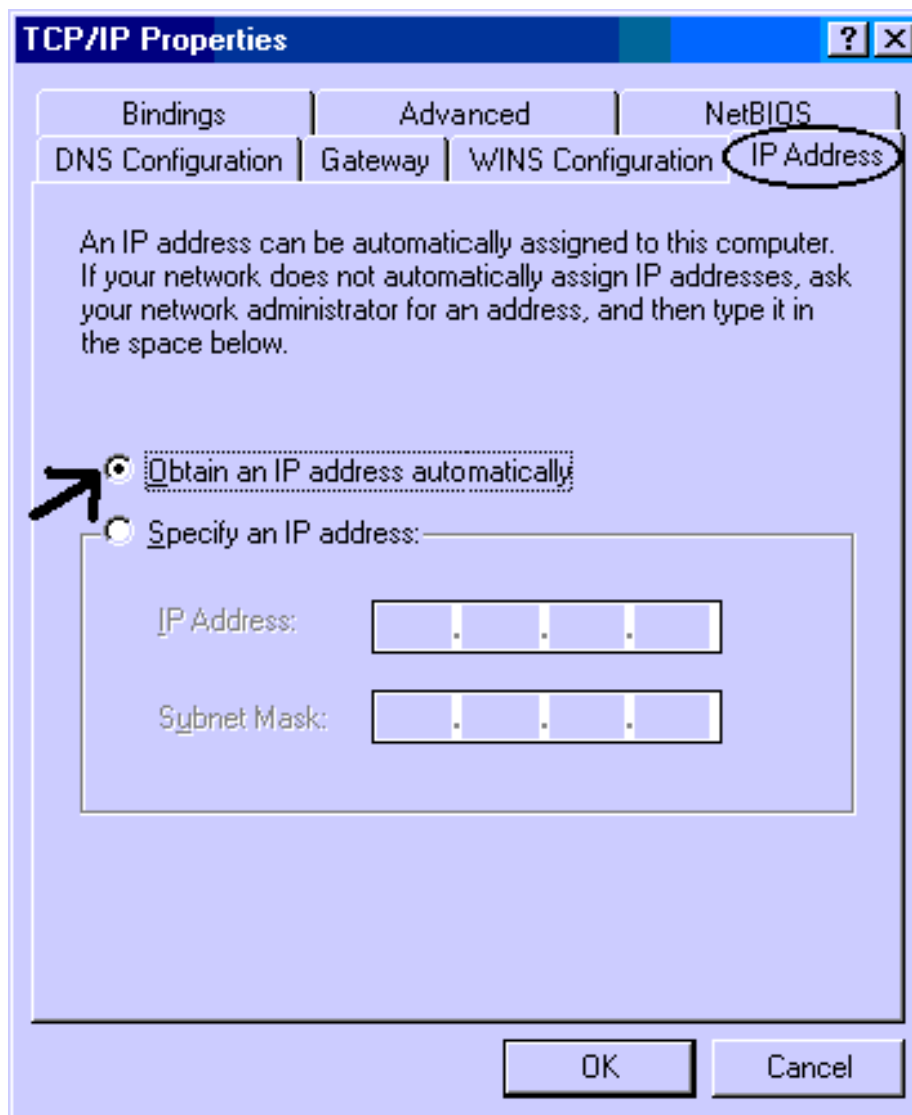 TCP/IP Properties
? X
Bindings Advanced NetBIOS
DNS Configuration Gateway WINS Configuration IP Address
An IP address can be automatically assigned to this computer.
If your network does not automatically assign IP addresses, ask
your network administrator for an address, and then type it in
the space below.
Obtain an IP address automatically
Specify an IP address:
IP Address:
. . .
Subnet Mask:
. . .
OK Cancel